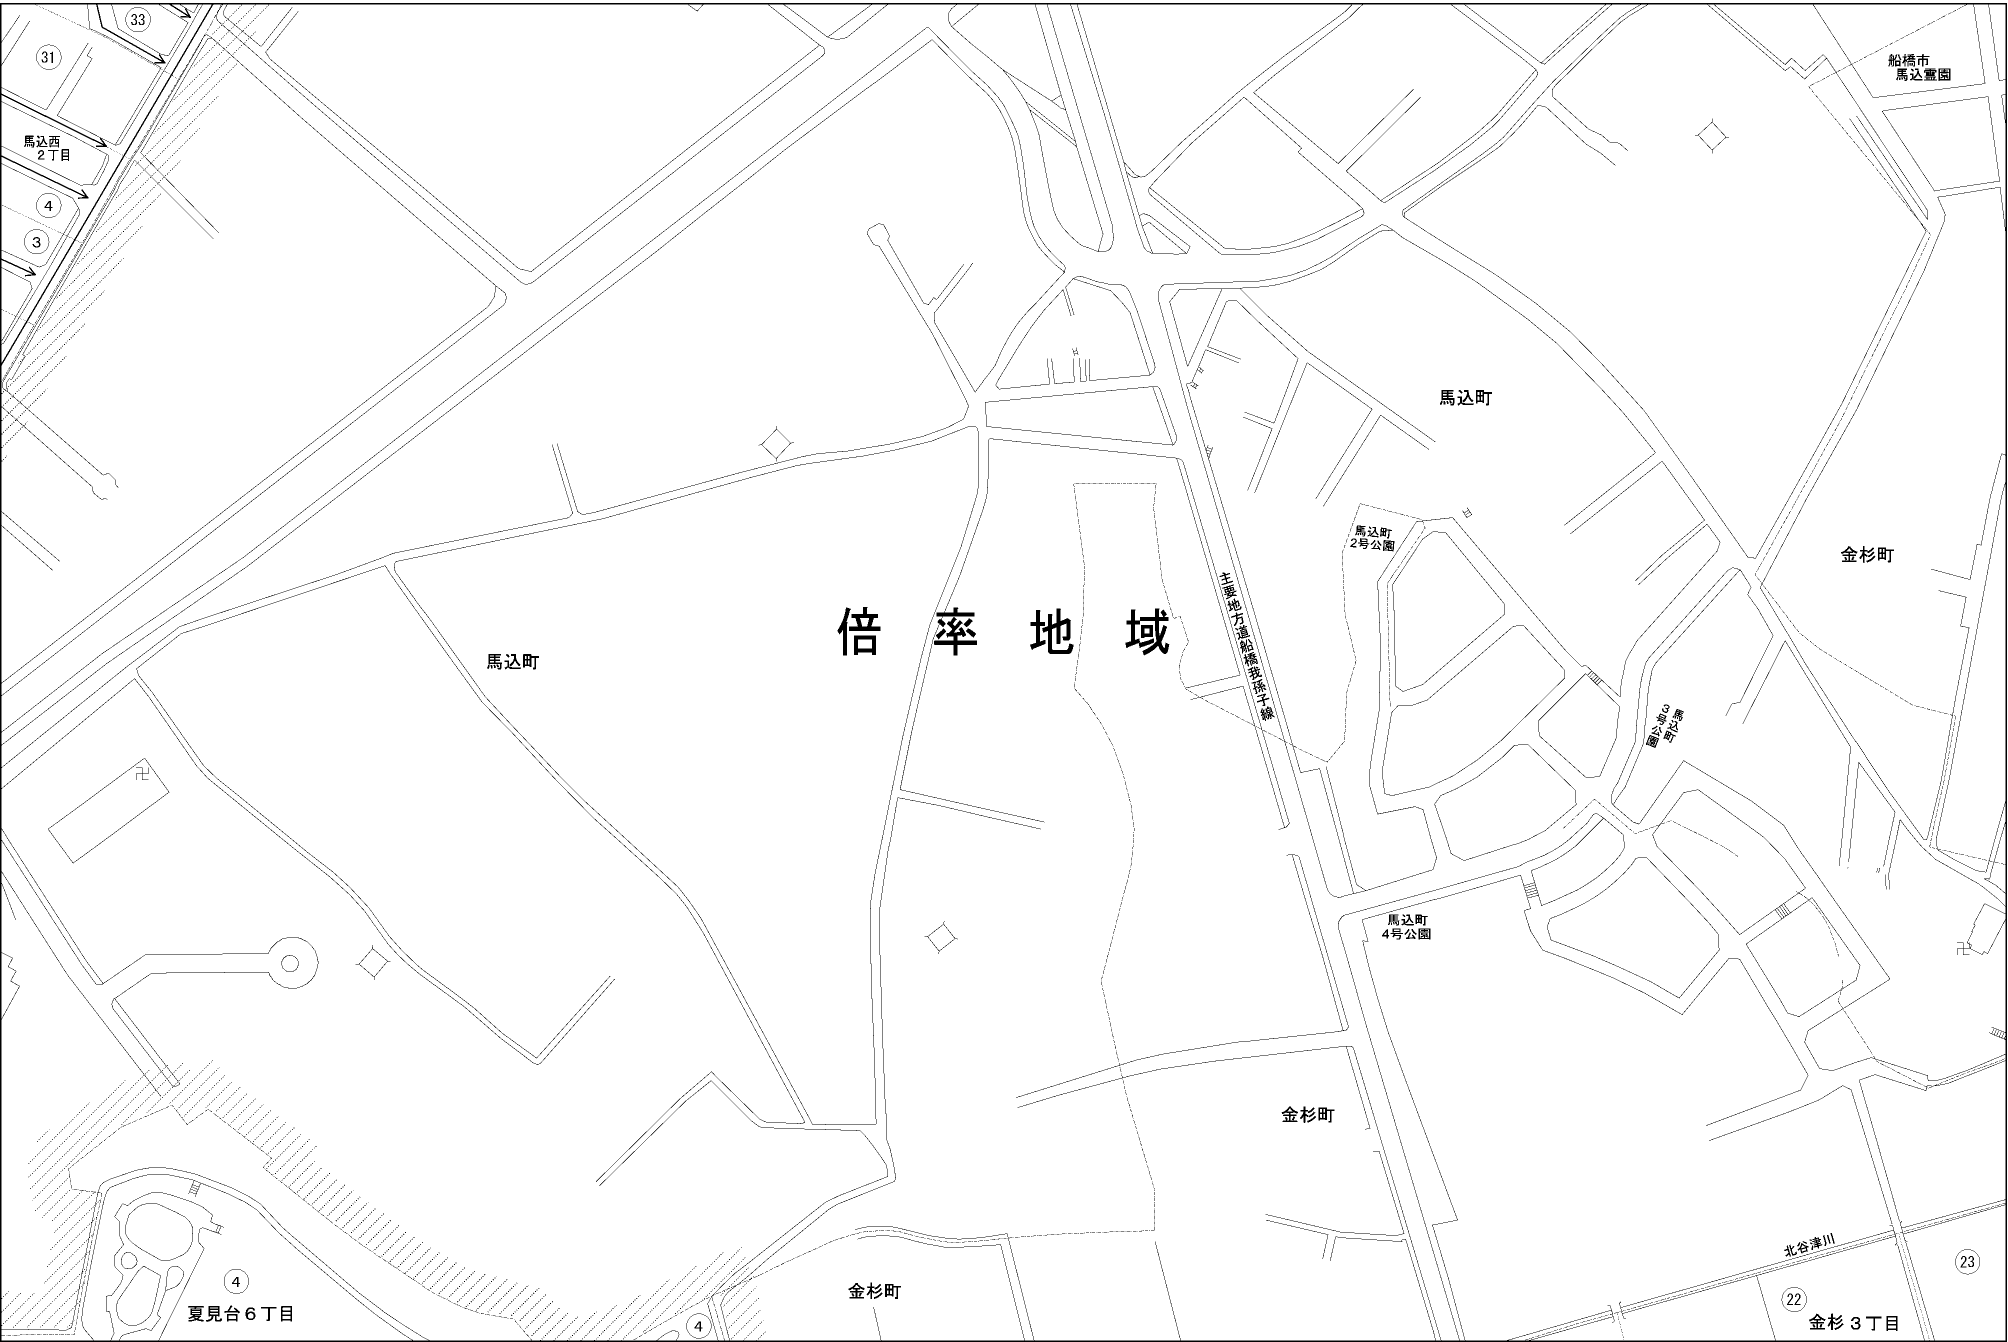 33
31
船橋市
馬込霊園
馬込西
2丁目
4
3
馬込町
馬込町
2号公園
金杉町
倍率地域
主要地方道船橋我孫子線
馬込町
馬込町
3号公園
馬込町
4号公園
金杉町
北谷津川
23
4
夏見台6丁目
金杉町
22
金杉3丁目
4